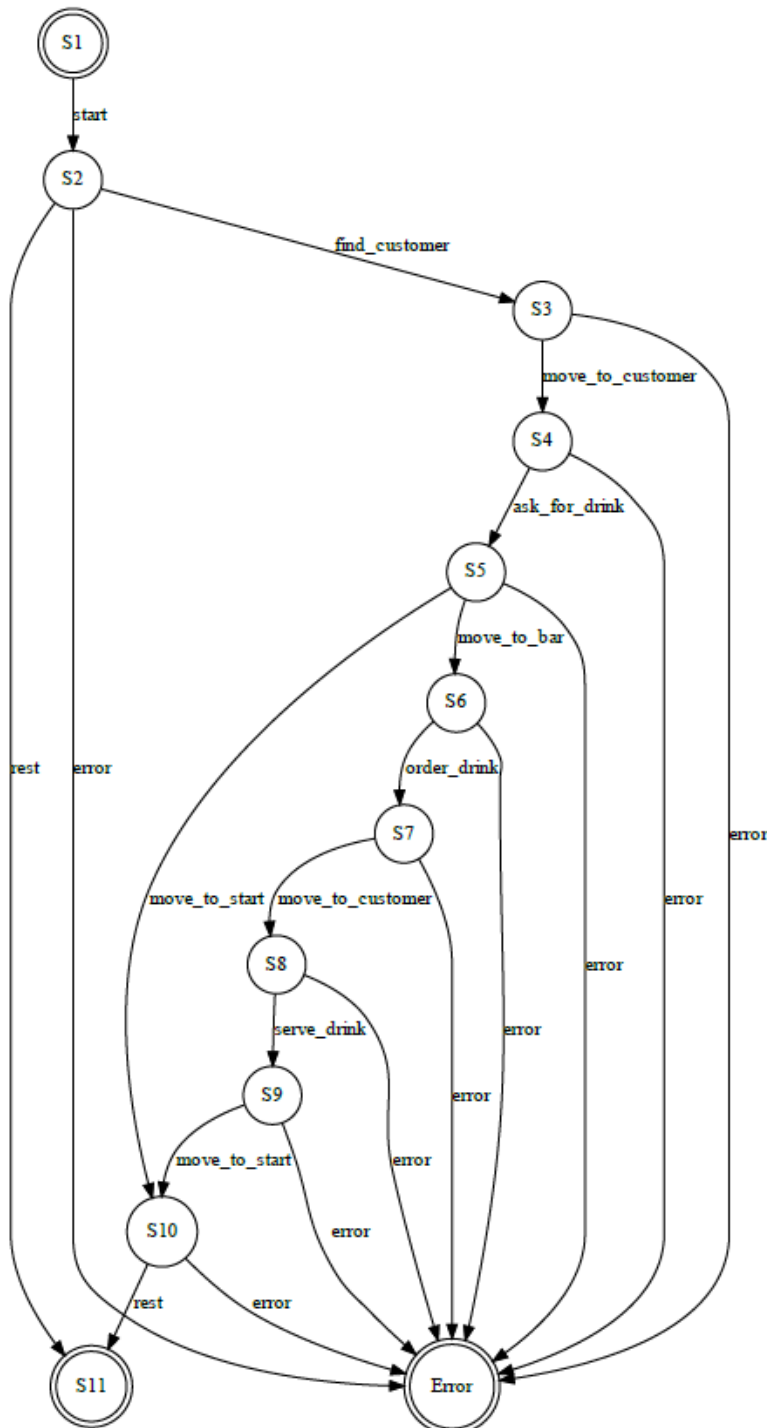 S1
start
S2
find_customer
S3
move_to_customer
S4
ask_for_drink
S5
move_to_bar
S6
rest
error
order_drink
S7
error
move_to_start
move_to_customer
error
S8
error
serve_drink
error
S9
error
move_to_start
error
S10
error
rest
error
S11
Error